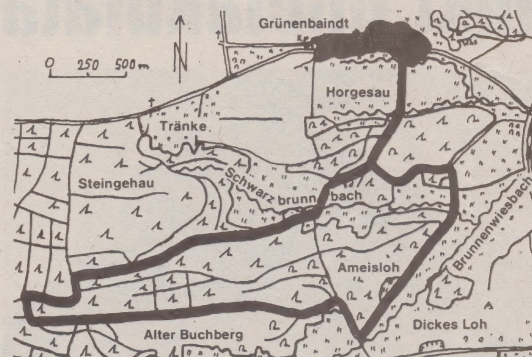 Grünenbaindt
0 250 500 m
N
Horgesau
Tränke
Steingehau
Schwarzbrunnbach
Brunnenwiesbach
Ameisloh
Alter Buchberg
Dickes Loh